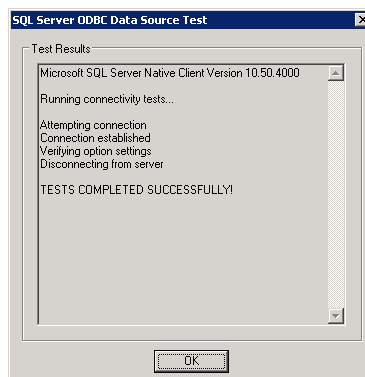 SQL Server ODBC Data Source Test
Test Results
Microsoft SQL Server Native Client Version 10.50.4000
Running connectivity tests...
Attempting connection
Connection established
Verifying option settings
Disconnecting from server
TESTS COMPLETED SUCCESSFULLY!
OK